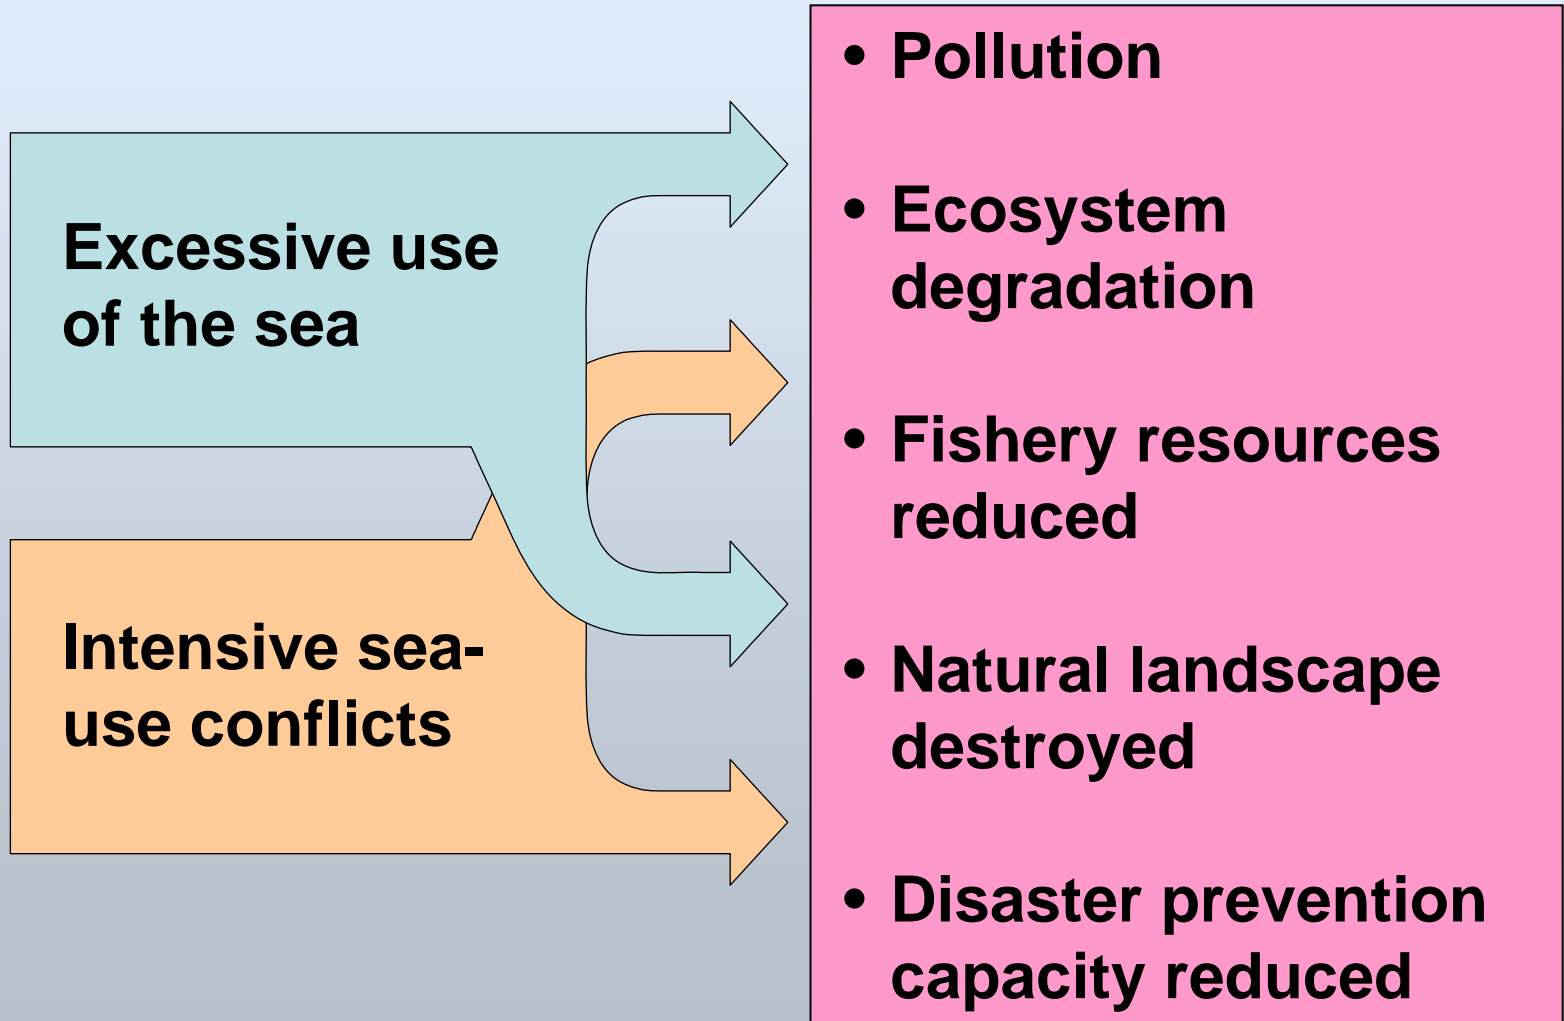 Excessive use
of the sea
Intensive sea-
use conflicts
• Pollution
• Ecosystem
degradation
• Fishery resources
reduced
• Natural landscape
destroyed
• Disaster prevention
capacity reduced